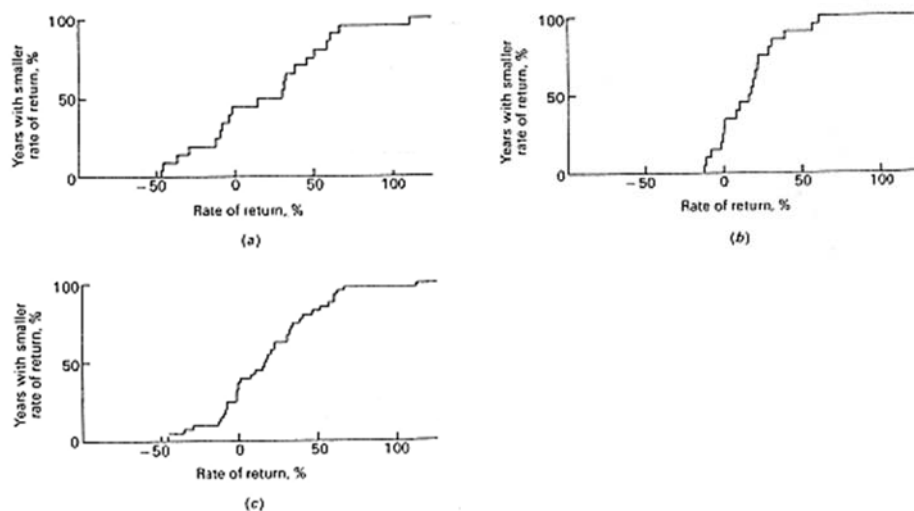 Years with smaller
rate of return, %
100
50
0
−50
0
50
100
Rate of return, %
(a)
Years with smaller
rate of return, %
100
50
0
−50
0
50
100
Rate of return, %
(b)
Years with smaller
rate of return, %
100
50
0
−50
0
50
100
Rate of return, %
(c)